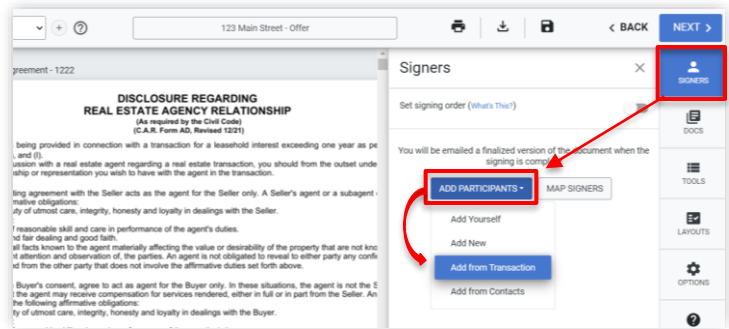 123 Main Street - Offer
BACK
NEXT
greement - 1222
DISCLOSURE REGARDING
REAL ESTATE AGENCY RELATIONSHIP
(As required by the Civil Code)
(C.A.R. Form AD, Revised 12/21)
being provided in connection with a transaction for a leasehold interest exceeding one year as pe
, and (l).
ussion with a real estate agent regarding a real estate transaction, you should from the outset unde
ship or representation you wish to have with the agent in the transaction.
ting agreement with the Seller acts as the agent for the Seller only. A Seller's agent or a subagent
mative obligations:
uty of utmost care, integrity, honesty and loyalty in dealings with the Seller.
f reasonable skill and care in performance of the agent's duties.
nd fair dealing and good faith.
all facts known to the agent materially affecting the value or desirability of the property that are not kno
nt attention and observation of, the parties. An agent is not obligated to reveal to either party any confi
d from the other party that does not involve the affirmative duties set forth above.
Buyer's consent, agree to act as agent for the Buyer only. In these situations, the agent is not the S
t the agent may receive compensation for services rendered, either in full or in part from the Seller. An
the following affirmative obligations:
ty of utmost care, integrity, honesty and loyalty in dealings with the Buyer.
Signers
Set signing order (What's This?)
You will be emailed a finalized version of the document when the
signing is compl
ADD PARTICIPANTS
MAP SIGNERS
Add Yourself
Add New
Add from Transaction
Add from Contacts
SIGNERS
DOCS
TOOLS
LAYOUTS
OPTIONS